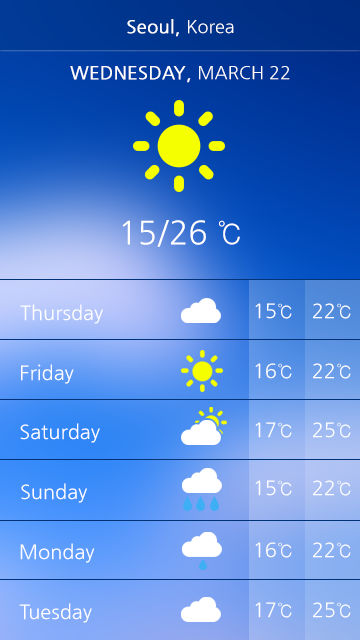 Seoul, Korea
WEDNESDAY, MARCH 22
15/26 ℃
Thursday 15℃ 22℃
Friday 16℃ 22℃
Saturday 17℃ 25℃
Sunday 15℃ 22℃
Monday 16℃ 22℃
Tuesday 17℃ 25℃